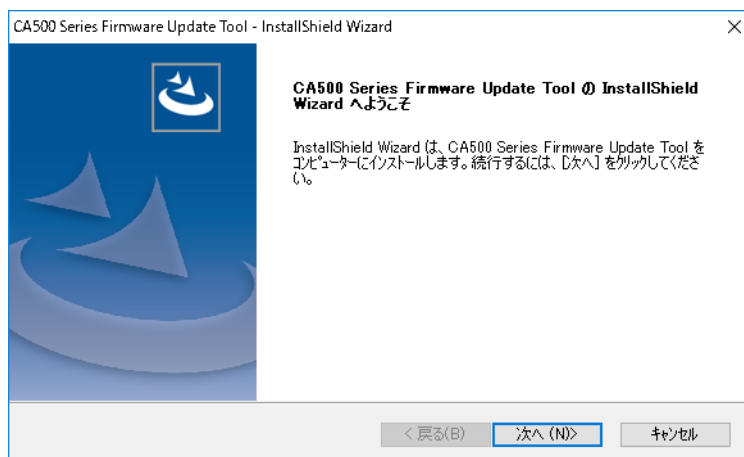 CA500 Series Firmware Update Tool - InstallShield Wizard
CA500 Series Firmware Update Tool の InstallShield
Wizard へようこそ
InstallShield Wizard は、CA500 Series Firmware Update Tool を
コンピューターにインストールします。続行するには、[次へ] をクリックしてくださ
い。
< 戻る(B)
次へ (N)>
キャンセル